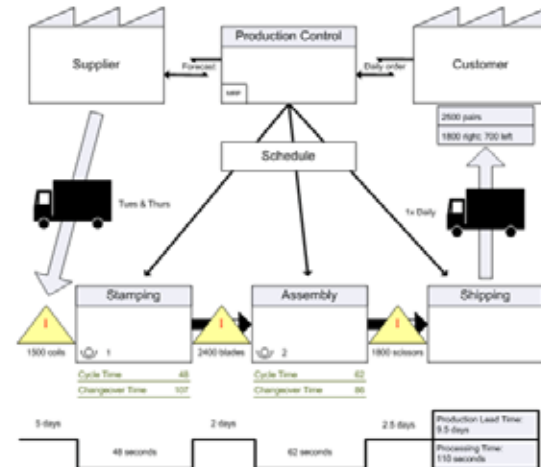 Supplier
Production Control
Customer
Forecast
Daily order
MRP
2500 pairs
1800 right; 700 left
Schedule
Tues & Thurs
1x Daily
Stamping
Assembly
Shipping
I
I
I
1
2
1500 coils
2400 blades
1800 scissors
Cycle Time 48
Changeover Time 107
Cycle Time 62
Changeover Time 86
5 days
2 days
2.5 days
Production Lead Time:
9.5 days
48 seconds
62 seconds
Processing Time:
110 seconds